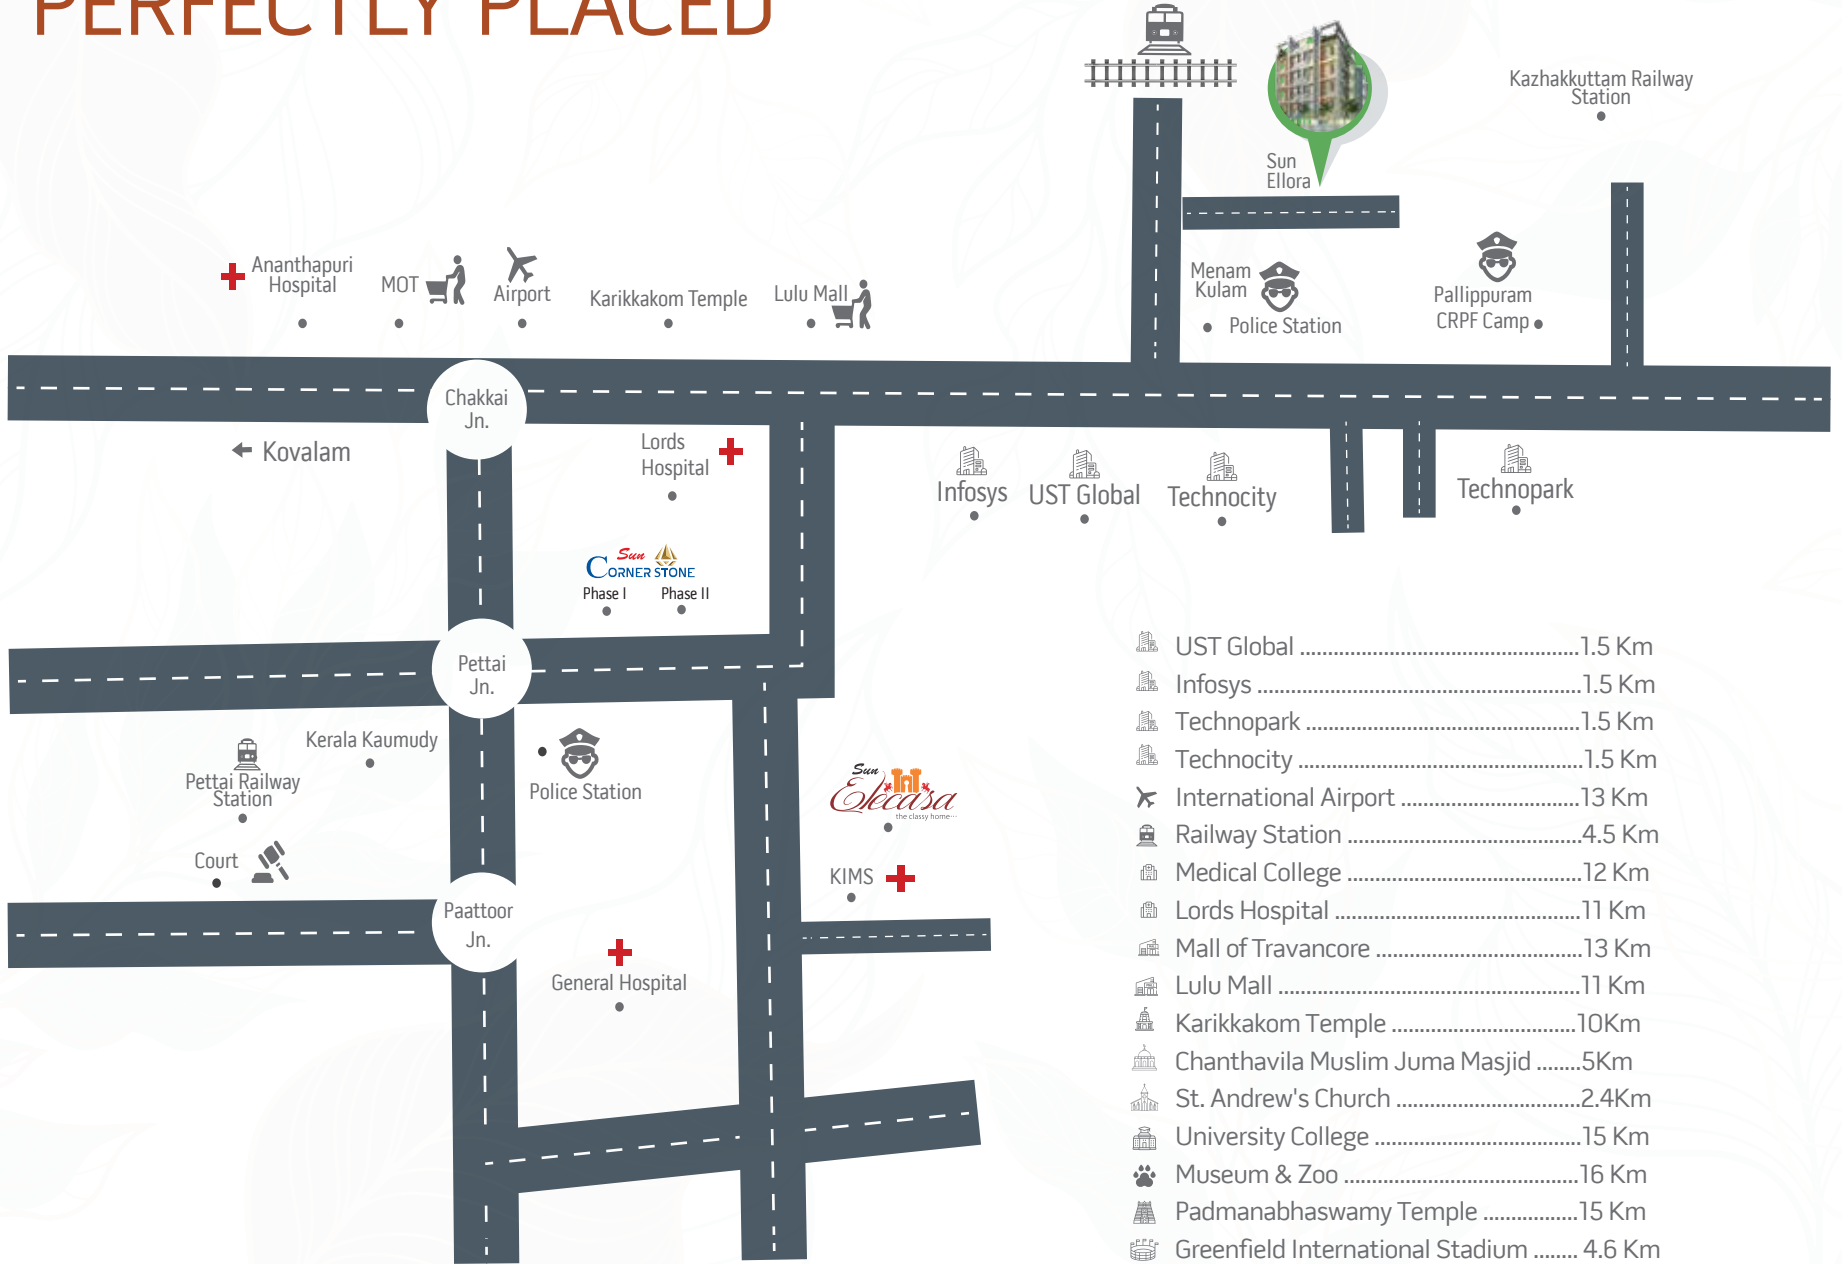 PERFECTLY PLACED
Kazhakkuttam Railway
Station
Sun
Ellora
Ananthapuri
Hospital
MOT
Airport
Karikkakom Temple
Lulu Mall
Menam
Kulam
Police Station
Pallippuram
CRPF Camp
Chakkai
Jn.
Kovalam
Lords
Hospital
Infosys
UST Global
Technocity
Technopark
Sun
CORNER STONE
Phase I
Phase II
Pettai
Jn.
Kerala Kaumudy
Pettai Railway
Station
Police Station
Court
Sun
Elecasa
the classy home...
KIMS
Paattoor
Jn.
General Hospital
UST Global ..........................................1.5 Km
Infosys .................................................1.5 Km
Technopark .........................................1.5 Km
Technocity ...........................................1.5 Km
International Airport ...........................13 Km
Railway Station ...................................4.5 Km
Medical College ...................................12 Km
Lords Hospital .....................................11 Km
Mall of Travancore ...............................13 Km
Lulu Mall ..............................................11 Km
Karikkakom Temple ............................10Km
Chanthavila Muslim Juma Masjid .......5Km
St. Andrew's Church ............................2.4Km
University College ...............................15 Km
Museum & Zoo ....................................16 Km
Padmanabhaswamy Temple ...............15 Km
Greenfield International Stadium ........ 4.6 Km